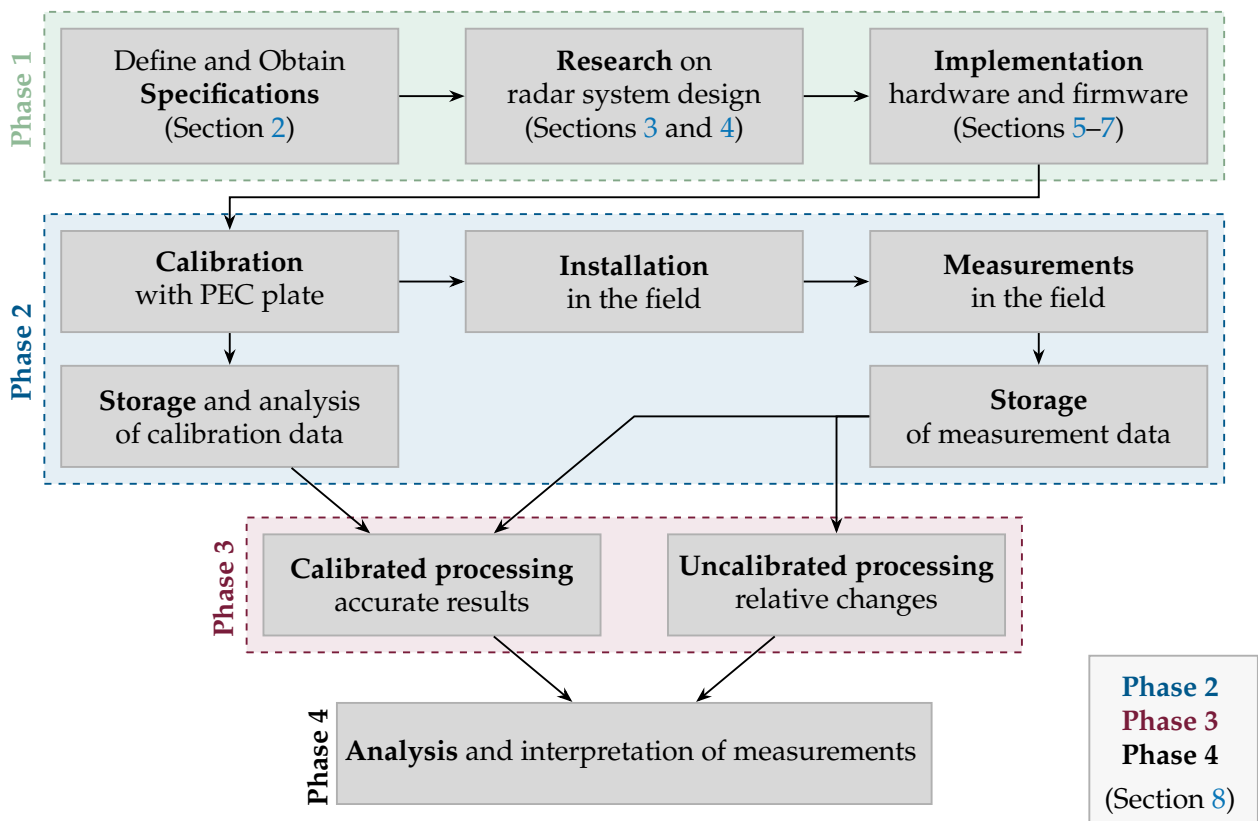 Phase 1
Define and Obtain
Specifications
(Section 2)
Research on
radar system design
(Sections 3 and 4)
Implementation
hardware and firmware
(Sections 5–7)
Phase 2
Calibration
with PEC plate
Installation
in the field
Measurements
in the field
Storage and analysis
of calibration data
Storage
of measurement data
Phase 3
Calibrated processing
accurate results
Uncalibrated processing
relative changes
Phase 4
Analysis and interpretation of measurements
Phase 2
Phase 3
Phase 4
(Section 8)